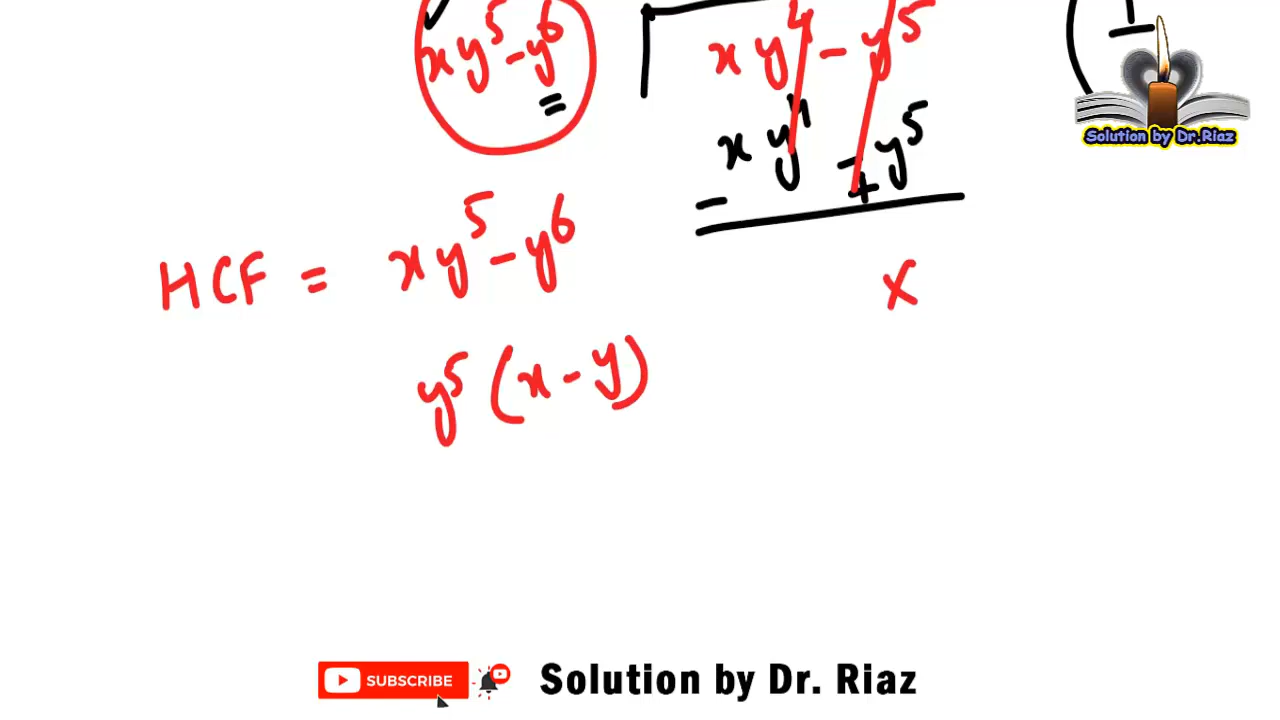 xy⁵-y⁶
xy⁴-y⁵
xy⁴ ∓ y⁵
-
Solution by Dr.Riaz
HCF = xy⁵-y⁶
x
y⁵(x-y)
SUBSCRIBE
Solution by Dr. Riaz